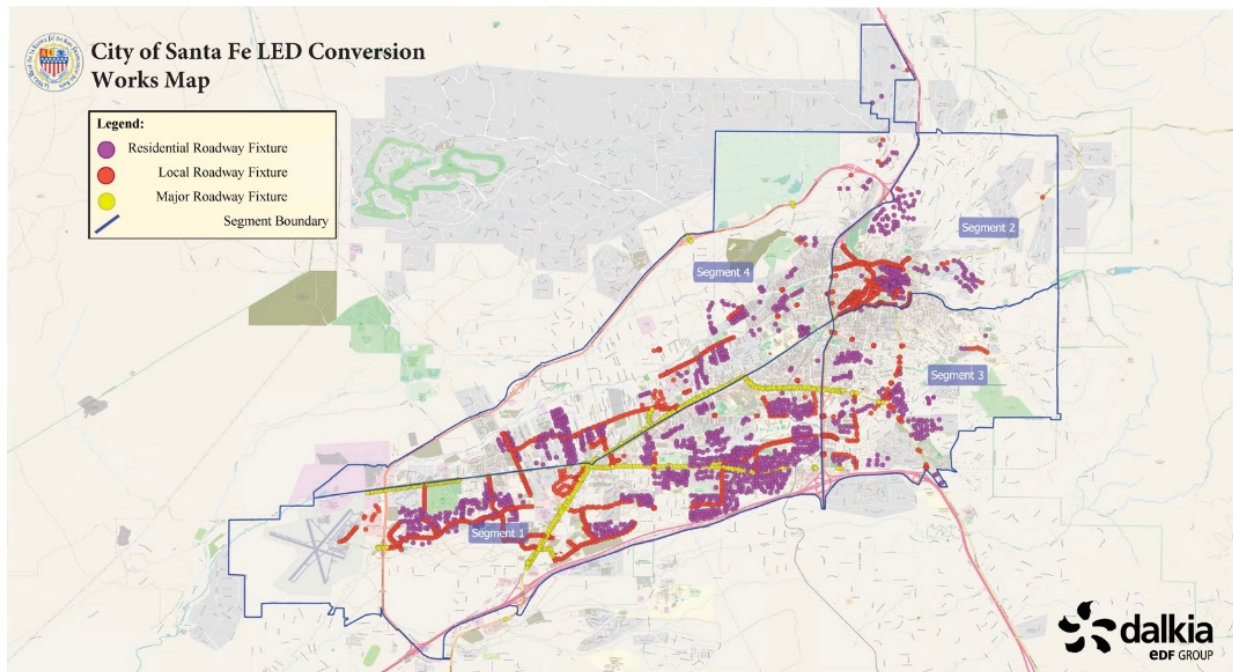 City of Santa Fe LED Conversion
Works Map
Legend:
Residential Roadway Fixture
Local Roadway Fixture
Major Roadway Fixture
Segment Boundary
Segment 2
Segment 4
Segment 3
Segment 1
dalkia
EDF GROUP